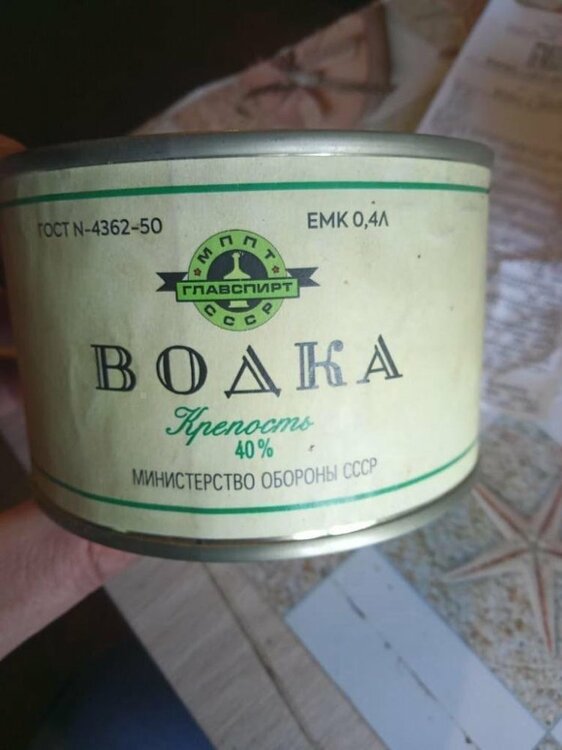 ГОСТ N-4362-50
ЕМК 0,4Л
МППТ
ГЛАВСПИРТ
СССР
ВОДКА
Крепость
40%
МИНИСТЕРСТВО ОБОРОНЫ СССР